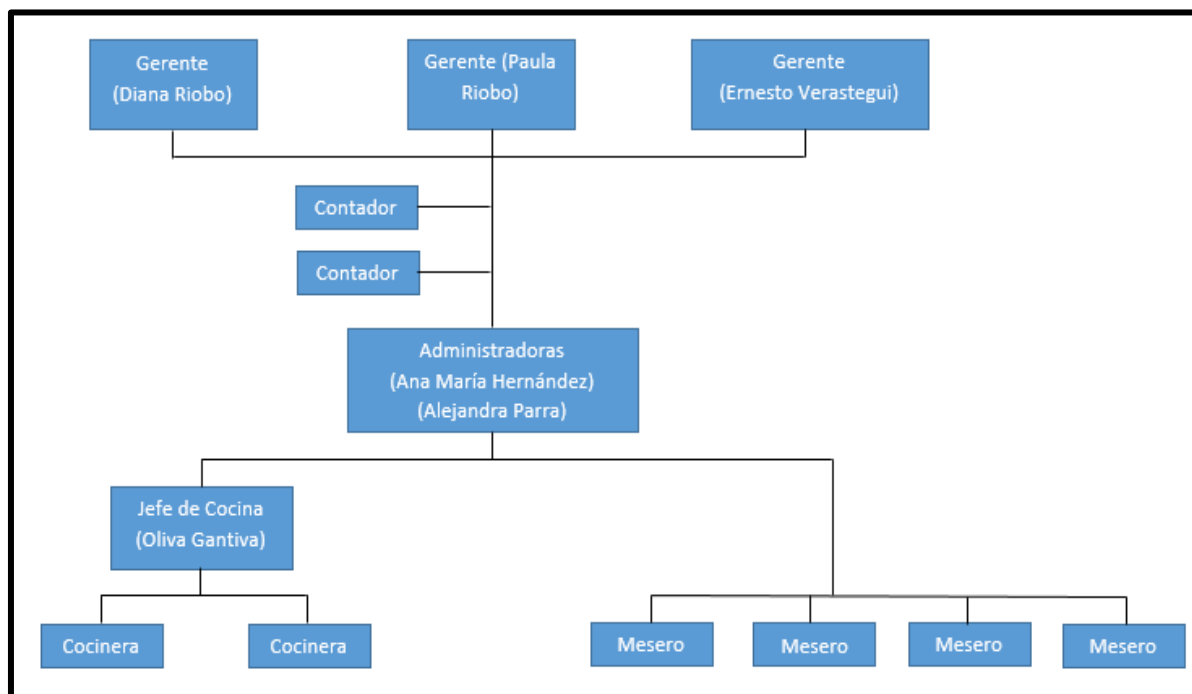 Gerente
(Diana Riobo)
Gerente (Paula
Riobo)
Gerente
(Ernesto Verastegui)
Contador
Contador
Administradoras
(Ana María Hernández)
(Alejandra Parra)
Jefe de Cocina
(Oliva Gantiva)
Cocinera
Cocinera
Mesero
Mesero
Mesero
Mesero